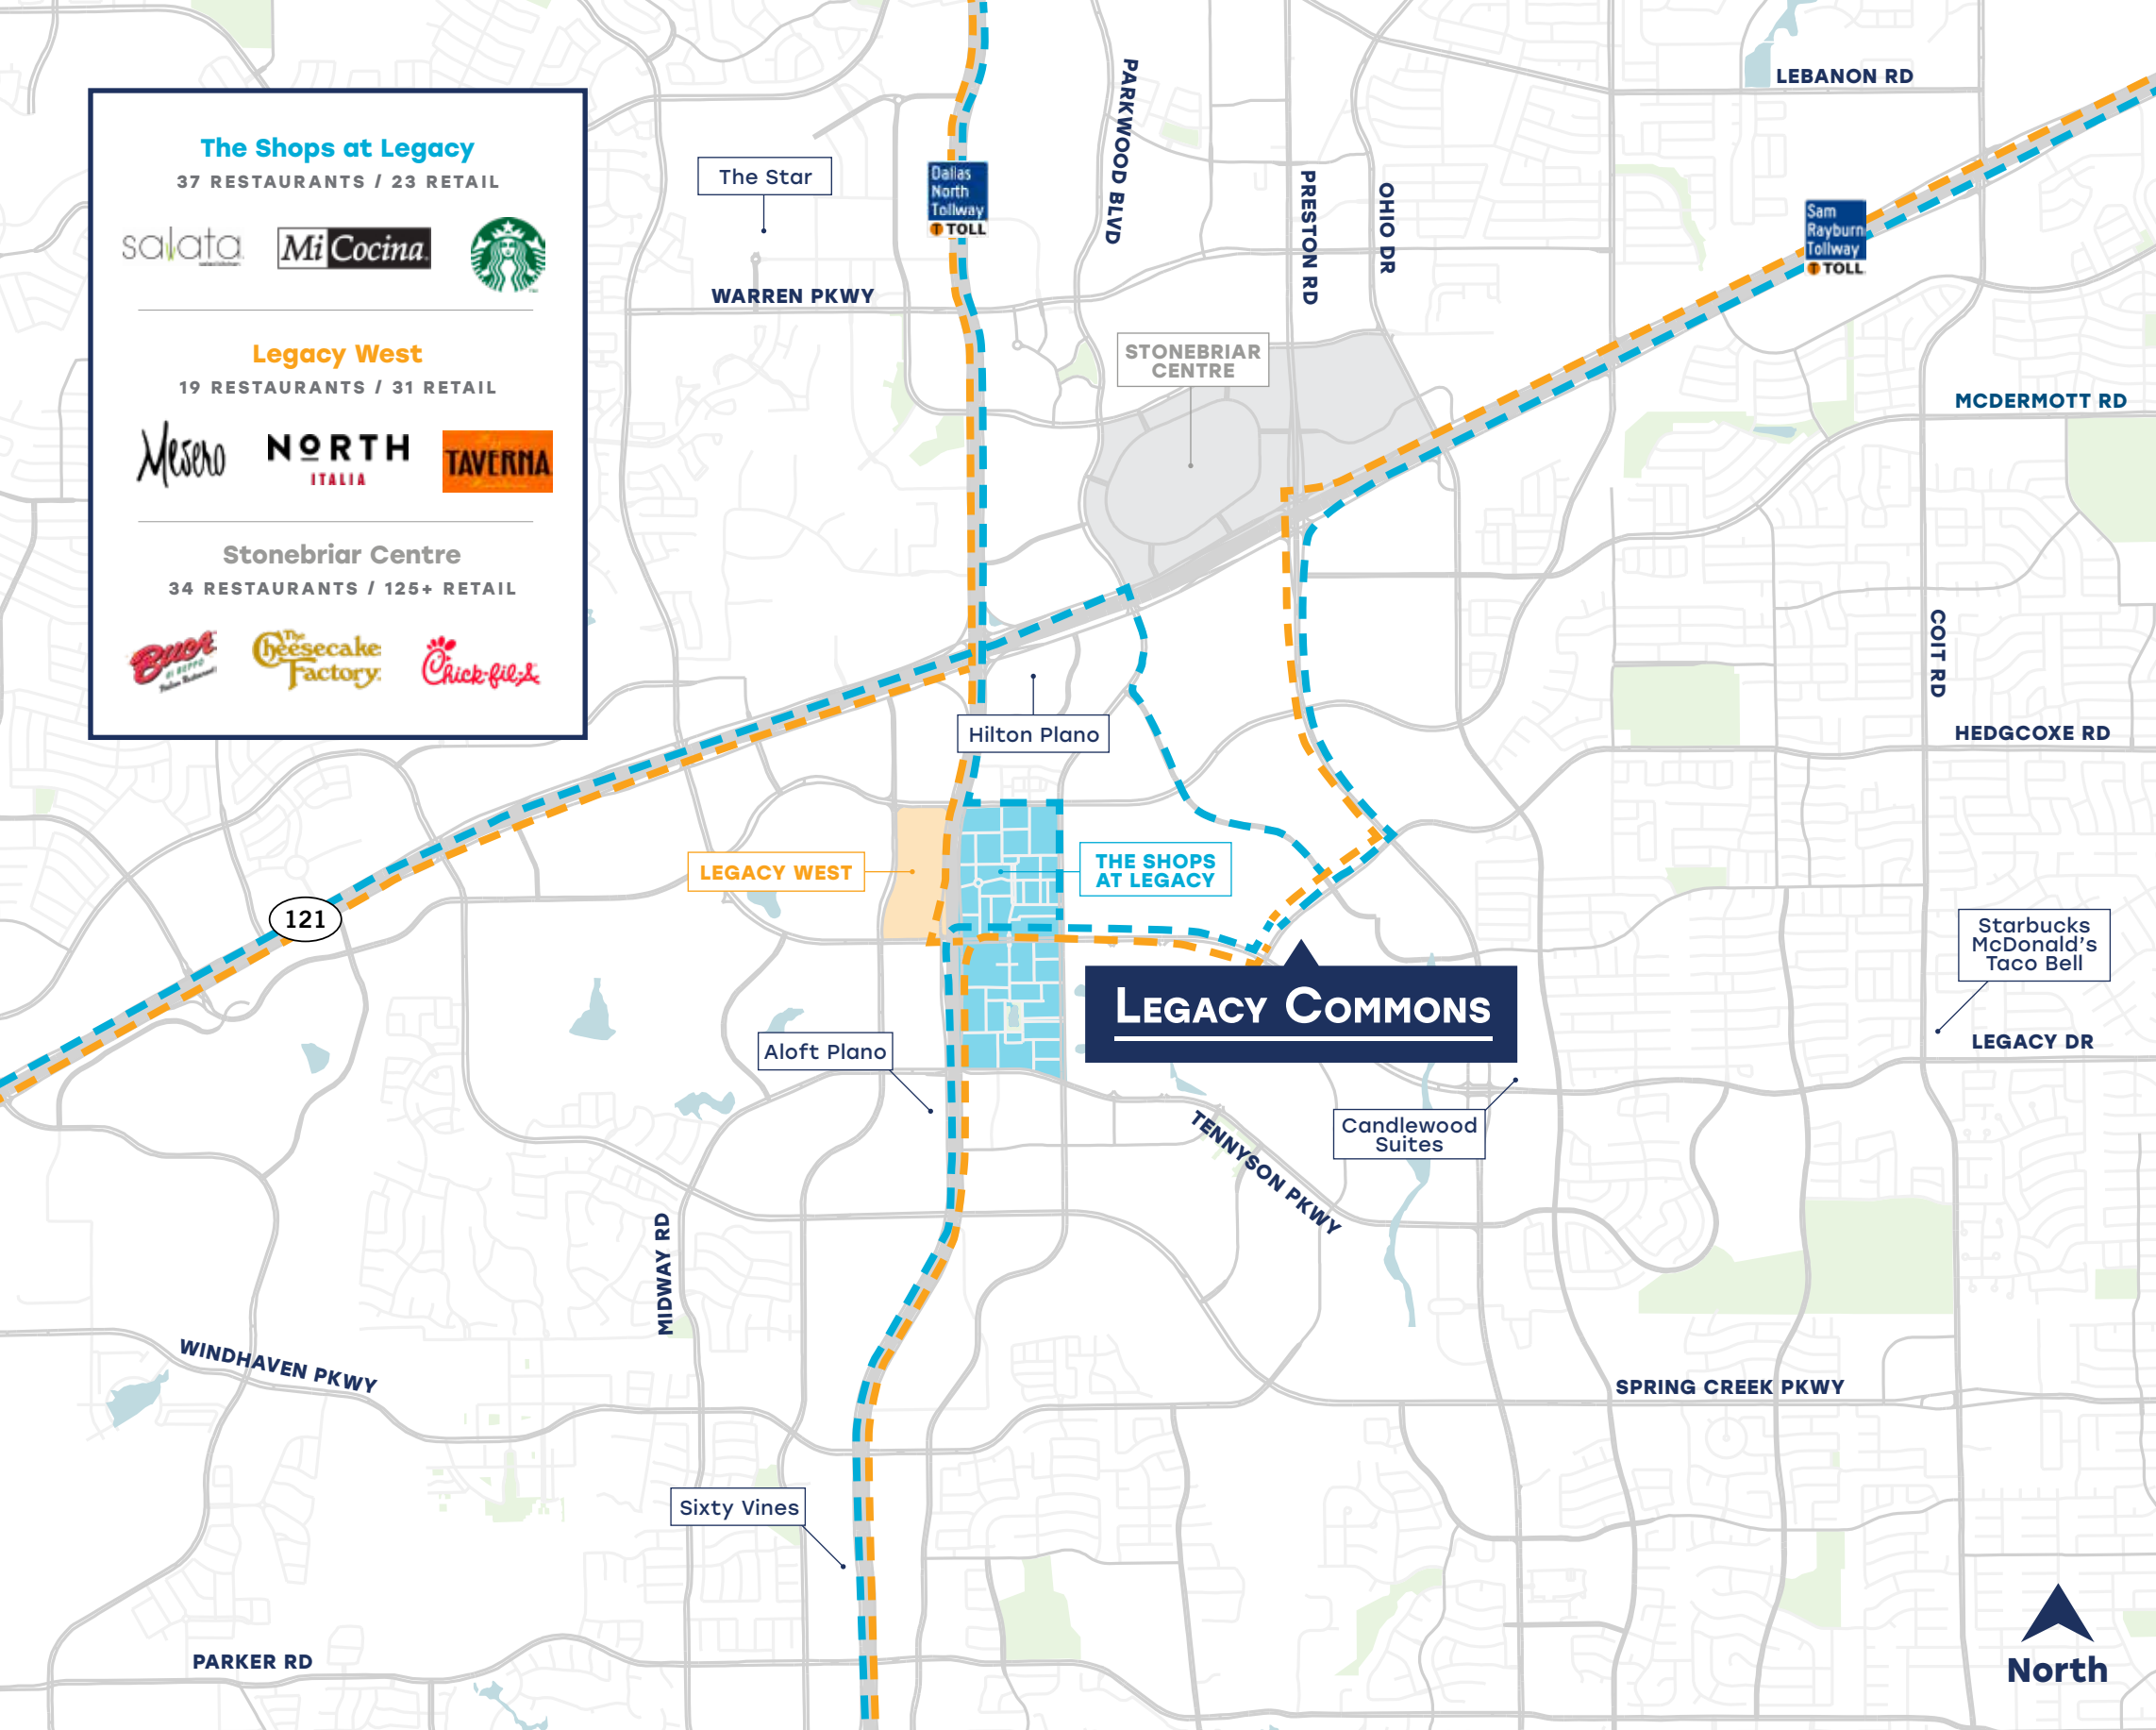 The Shops at Legacy
37 RESTAURANTS / 23 RETAIL
salata
Mi Cocina
Legacy West
19 RESTAURANTS / 31 RETAIL
Mesero
NORTH
ITALIA
TAVERNA
Stonebriar Centre
34 RESTAURANTS / 125+ RETAIL
BUCA
DI BEPPO
Italian Restaurant
The
Cheesecake
Factory
Chick-fil-A
The Star
Dallas
North
Tollway
TOLL
PARKWOOD BLVD
PRESTON RD
OHIO DR
LEBANON RD
Sam
Rayburn
Tollway
TOLL
WARREN PKWY
STONEBRIAR
CENTRE
MCDERMOTT RD
COIT RD
HEDGCOXE RD
Hilton Plano
LEGACY WEST
THE SHOPS
AT LEGACY
121
Starbucks
McDonald's
Taco Bell
LEGACY DR
LEGACY COMMONS
Aloft Plano
Candlewood
Suites
TENNYSON PKWY
MIDWAY RD
WINDHAVEN PKWY
SPRING CREEK PKWY
Sixty Vines
PARKER RD
North